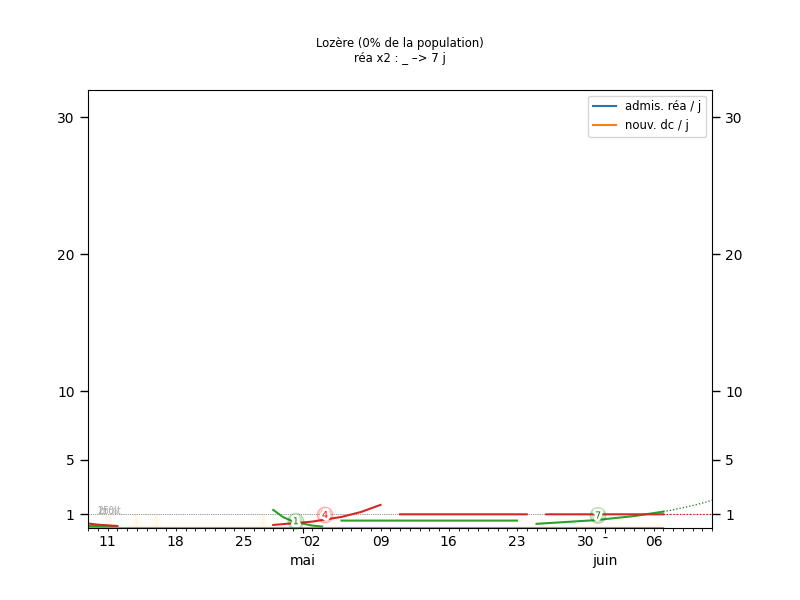 Lozère (0% de la population)
réa x2 : _ –> 7 j
admis. réa / j
nouv. dc / j
30 30
20 20
10 10
5 5
1 1
1 4 7
11 18 25 02 09 16 23 30 06
mai juin